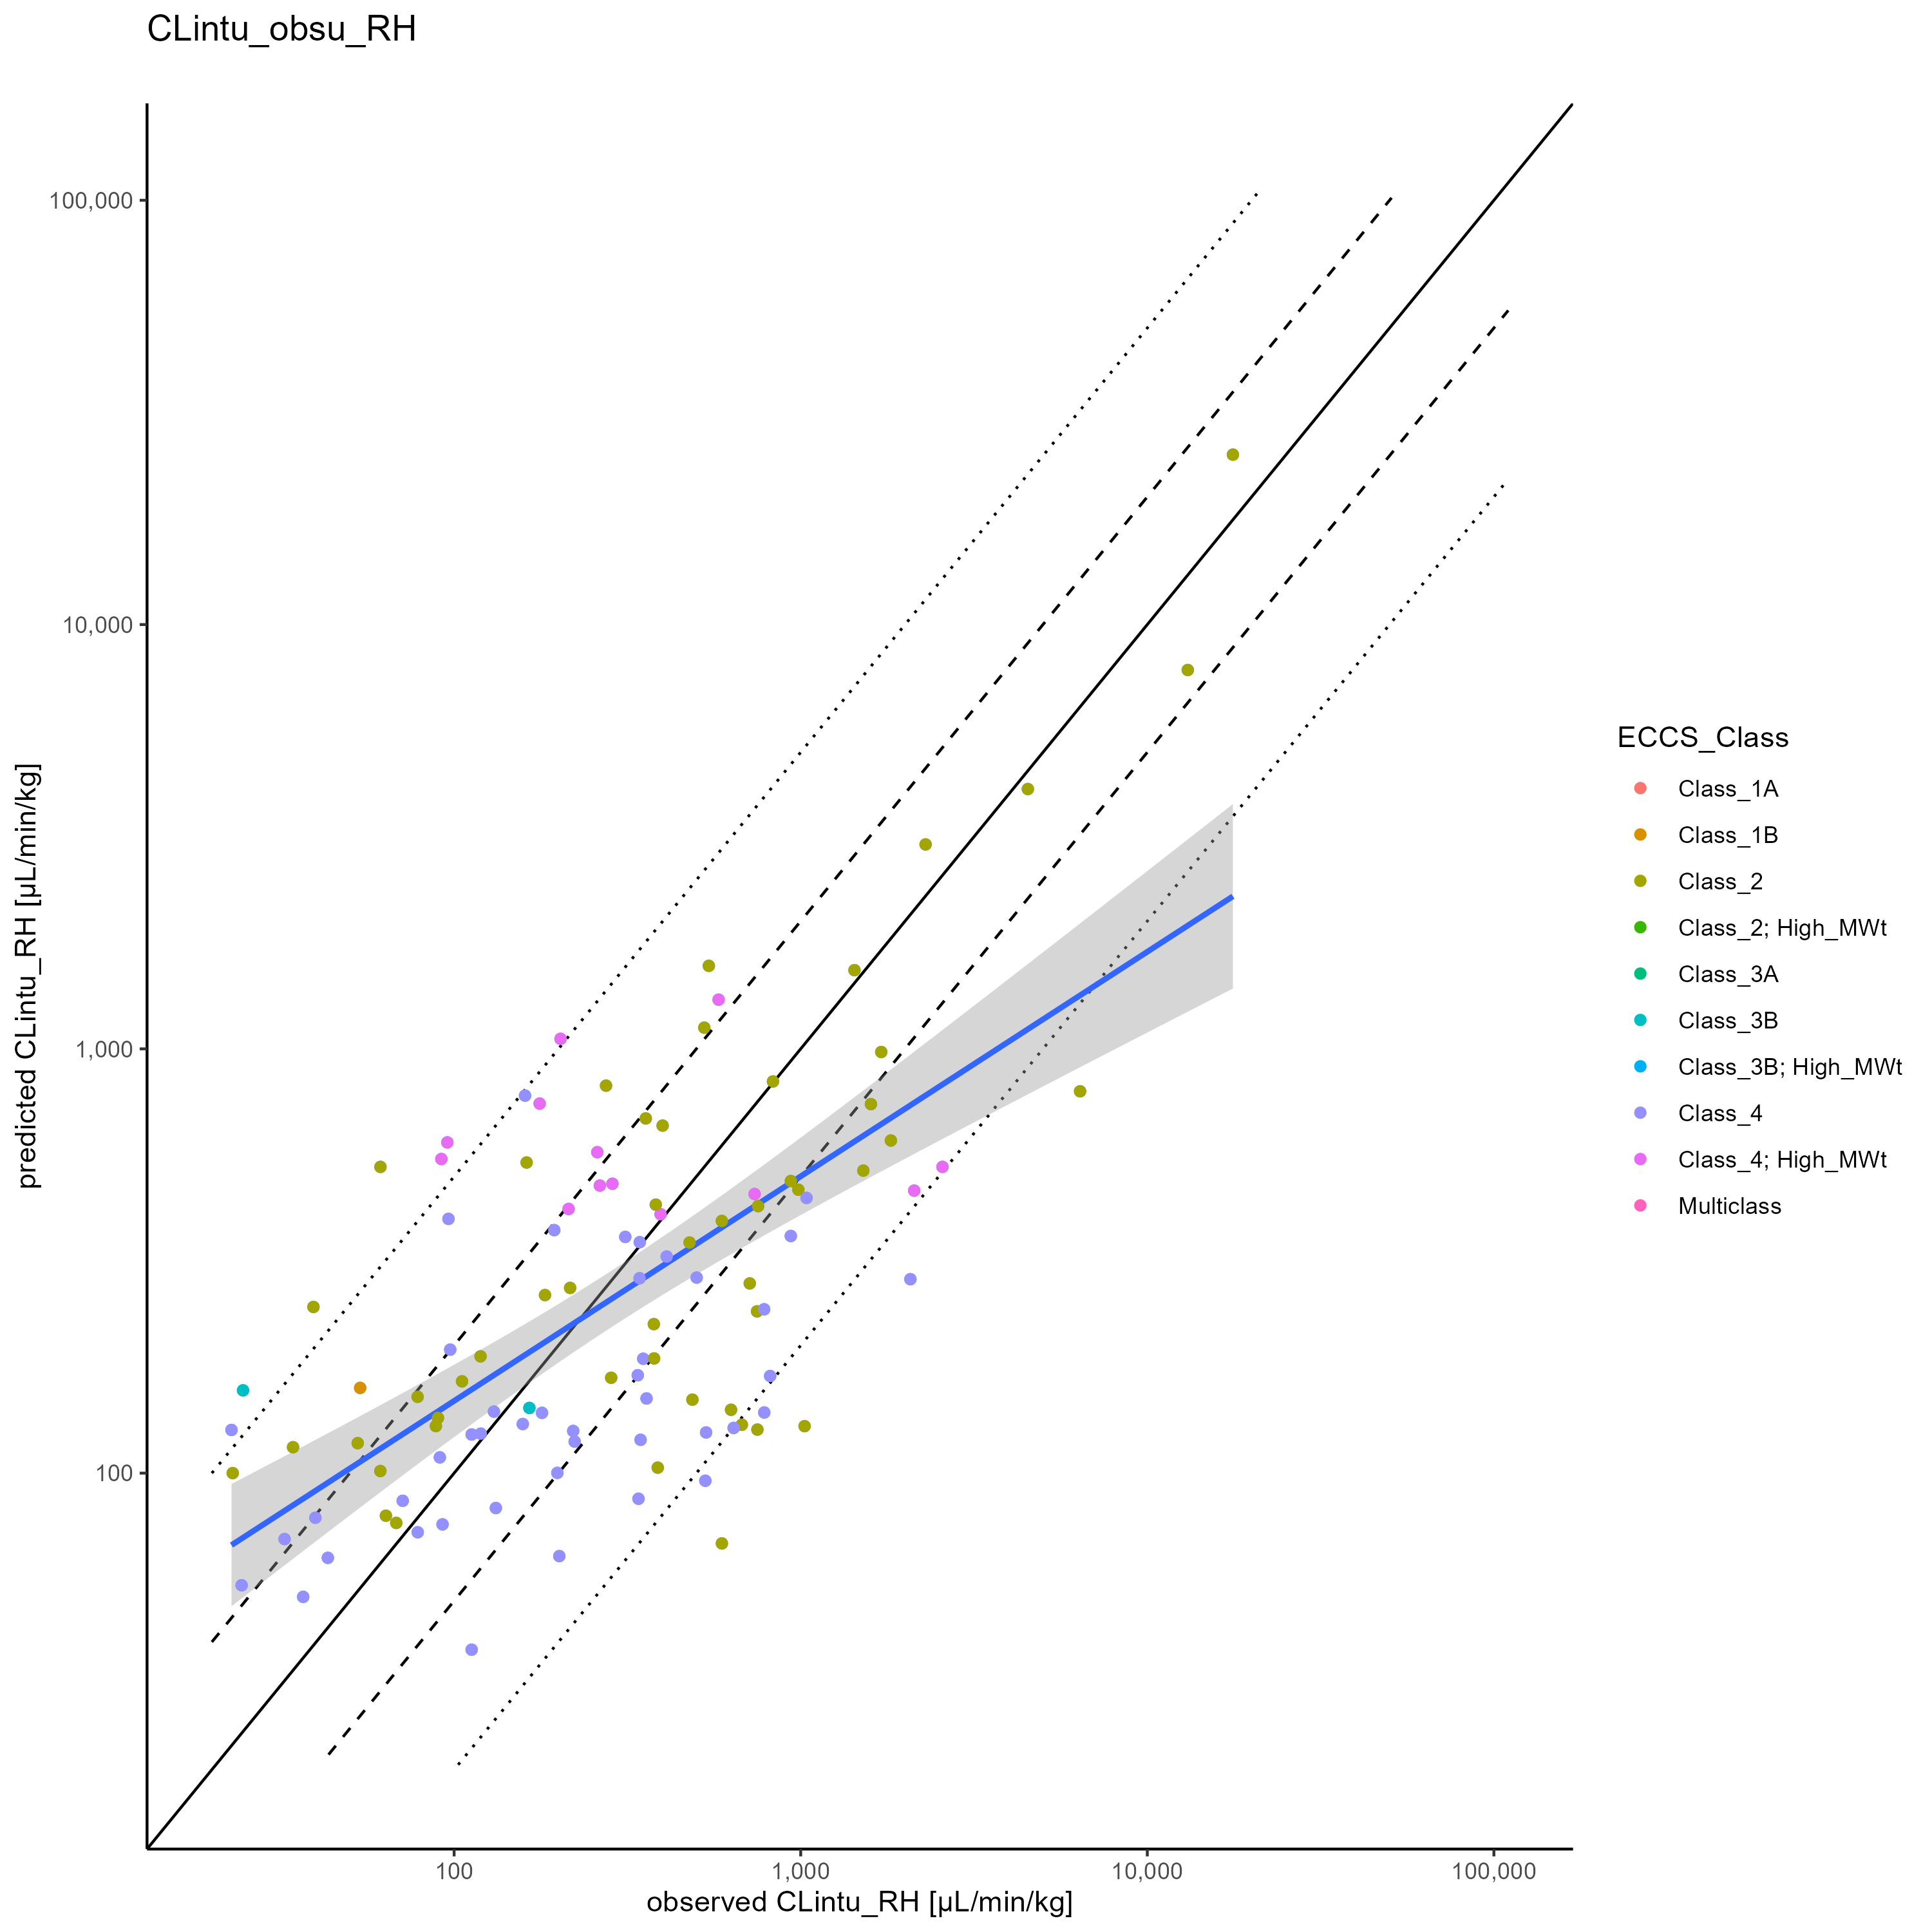 CLintu_obsu_RH
100,000
10,000
1,000
100
predicted CLintu_RH [µL/min/kg]
100
1,000
10,000
100,000
observed CLintu_RH [µL/min/kg]
ECCS_Class
Class_1A
Class_1B
Class_2
Class_2; High_MWt
Class_3A
Class_3B
Class_3B; High_MWt
Class_4
Class_4; High_MWt
Multiclass